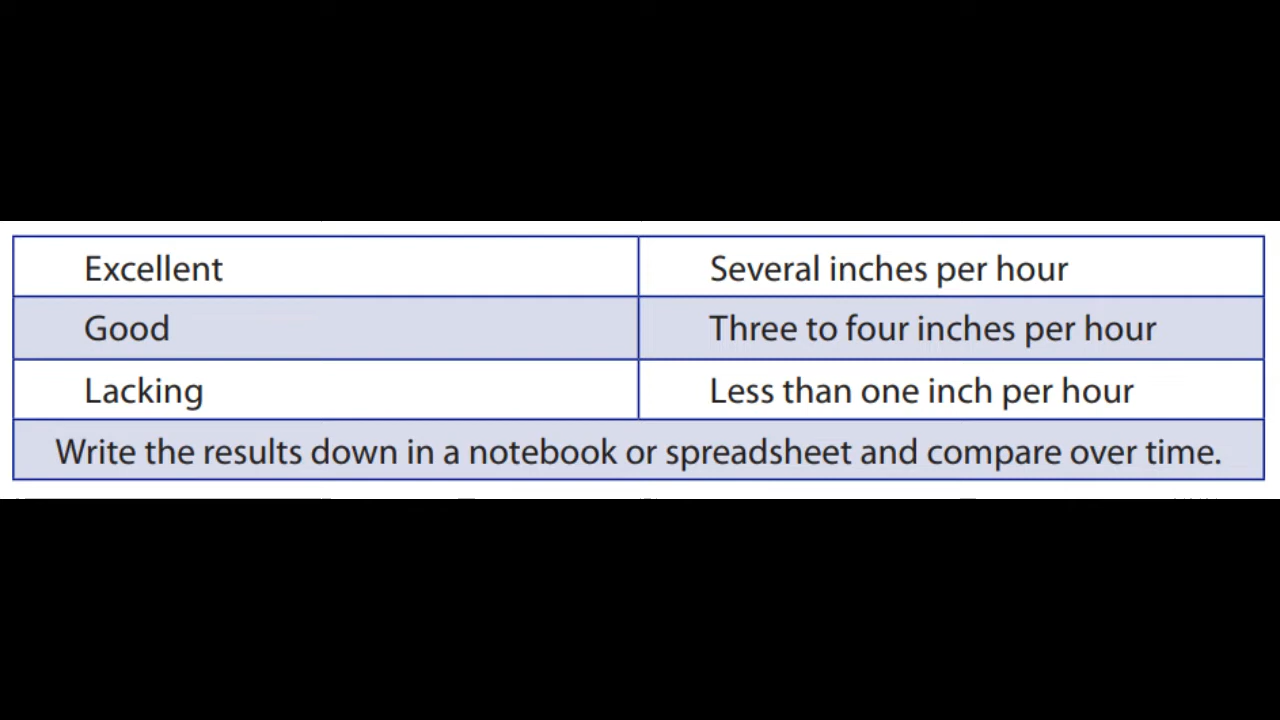 Excellent Several inches per hour
Good Three to four inches per hour
Lacking Less than one inch per hour
Write the results down in a notebook or spreadsheet and compare over time.